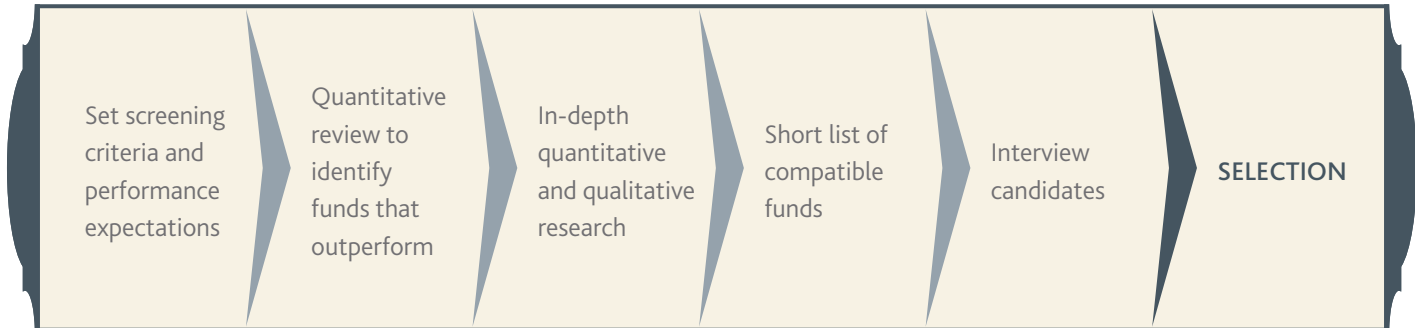 Set screening
criteria and
performance
expectations
Quantitative
review to
identify
funds that
outperform
In-depth
quantitative
and qualitative
research
Short list of
compatible
funds
Interview
candidates
SELECTION